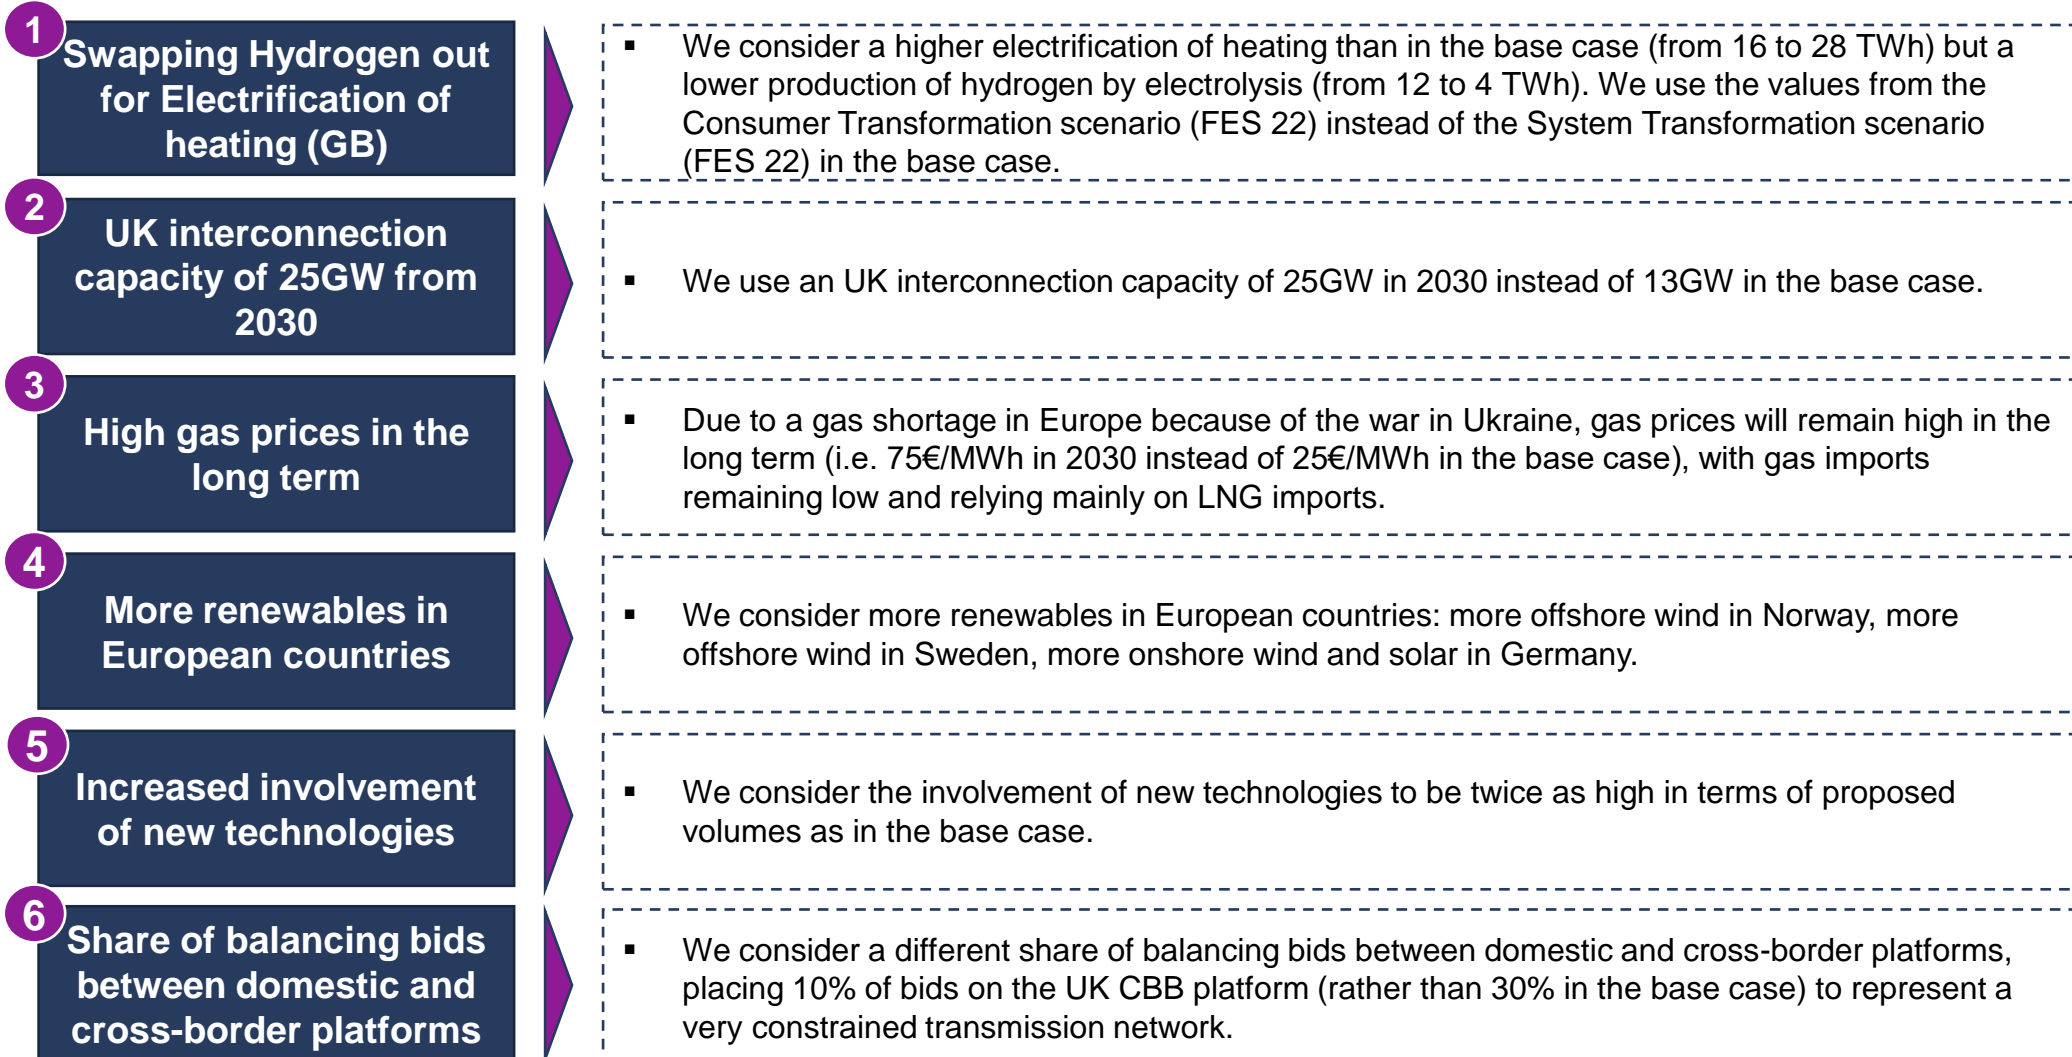 1
Swapping Hydrogen out
for Electrification of
heating (GB)
▪ We consider a higher electrification of heating than in the base case (from 16 to 28 TWh) but a
lower production of hydrogen by electrolysis (from 12 to 4 TWh). We use the values from the
Consumer Transformation scenario (FES 22) instead of the System Transformation scenario
(FES 22) in the base case.
2
UK interconnection
capacity of 25GW from
2030
▪ We use an UK interconnection capacity of 25GW in 2030 instead of 13GW in the base case.
3
High gas prices in the
long term
▪ Due to a gas shortage in Europe because of the war in Ukraine, gas prices will remain high in the
long term (i.e. 75€/MWh in 2030 instead of 25€/MWh in the base case), with gas imports
remaining low and relying mainly on LNG imports.
4
More renewables in
European countries
▪ We consider more renewables in European countries: more offshore wind in Norway, more
offshore wind in Sweden, more onshore wind and solar in Germany.
5
Increased involvement
of new technologies
▪ We consider the involvement of new technologies to be twice as high in terms of proposed
volumes as in the base case.
6
Share of balancing bids
between domestic and
cross-border platforms
▪ We consider a different share of balancing bids between domestic and cross-border platforms,
placing 10% of bids on the UK CBB platform (rather than 30% in the base case) to represent a
very constrained transmission network.